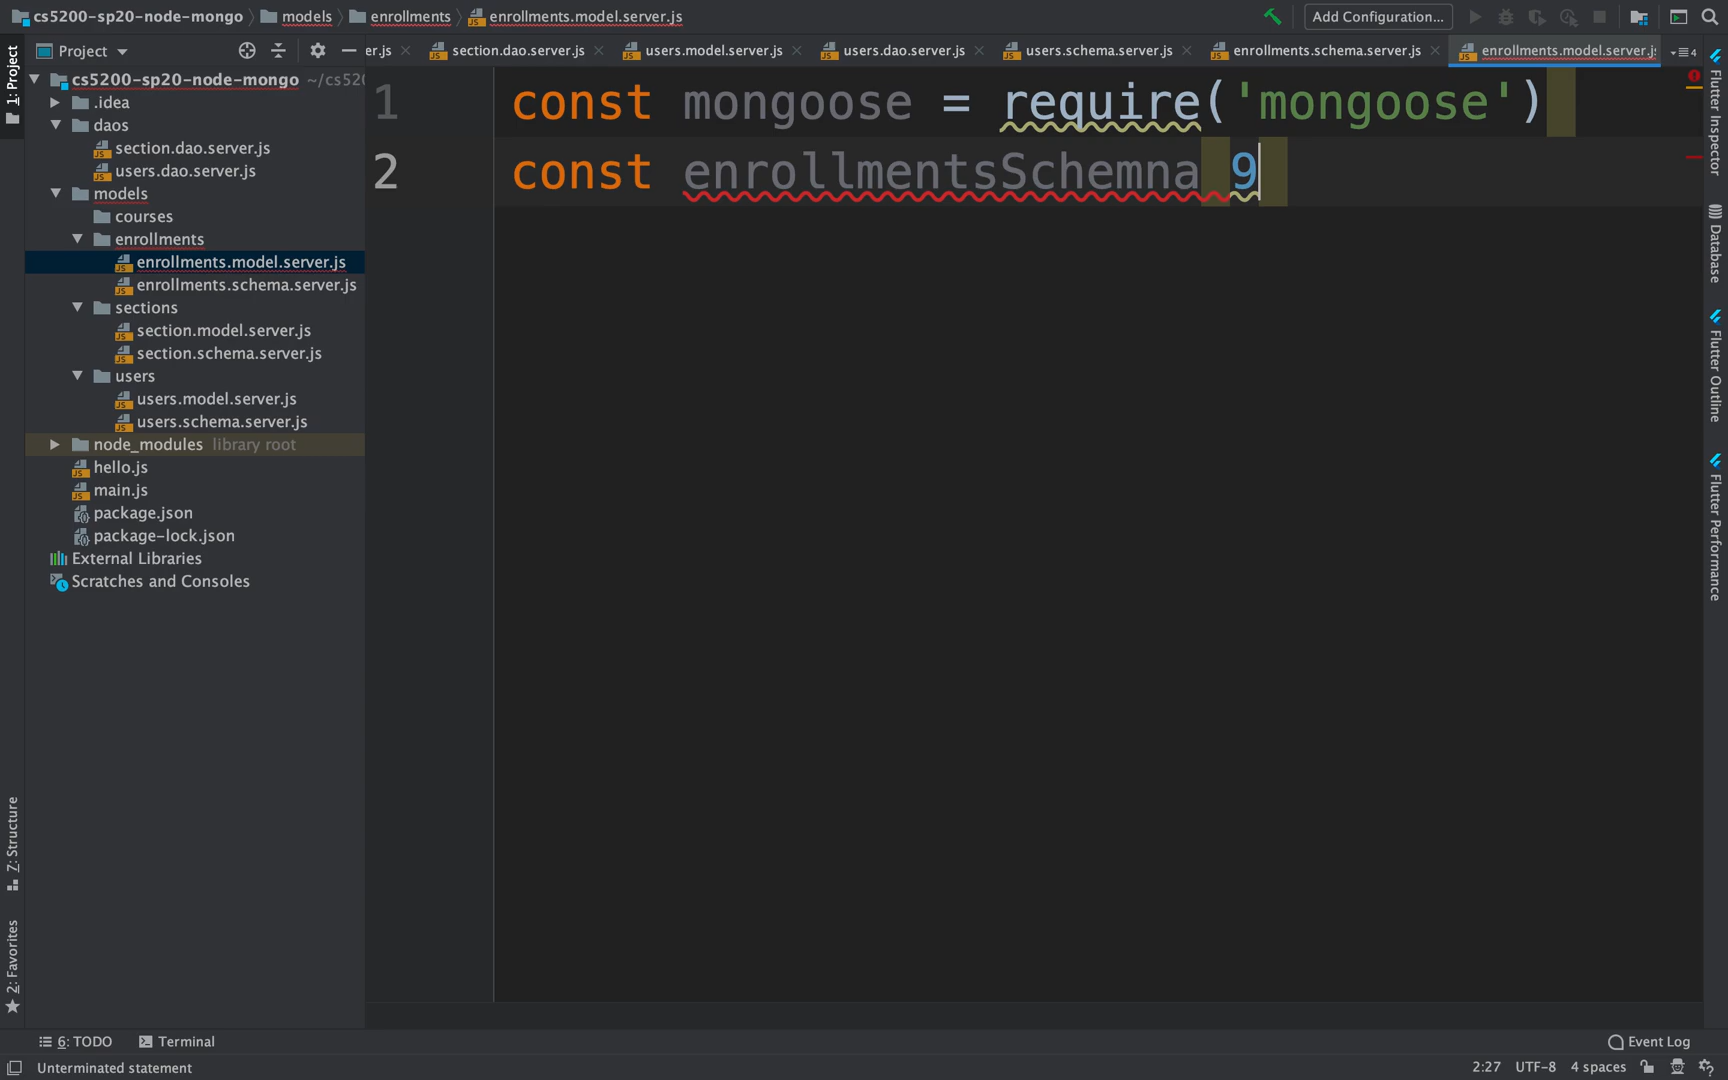 cs5200-sp20-node-mongo models enrollments enrollments.model.server.js
Add Configuration...
Project
er.js section.dao.server.js users.model.server.js users.dao.server.js users.schema.server.js enrollments.schema.server.js enrollments.model.server.js 4
1: Project
cs5200-sp20-node-mongo ~/cs520
.idea
daos
section.dao.server.js
users.dao.server.js
models
courses
enrollments
enrollments.model.server.js
enrollments.schema.server.js
sections
section.model.server.js
section.schema.server.js
users
users.model.server.js
users.schema.server.js
node_modules library root
hello.js
main.js
package.json
package-lock.json
External Libraries
Scratches and Consoles
1 const mongoose = require('mongoose')
2 const enrollmentsSchemna 9
Flutter Inspector
Database
Flutter Outline
Flutter Performance
7: Structure
2: Favorites
6: TODO Terminal
Event Log
Unterminated statement
2:27 UTF-8 4 spaces